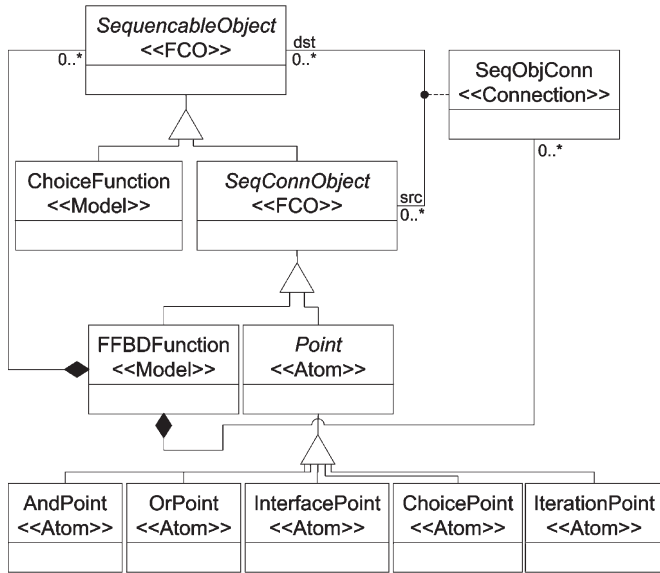 SequencableObject
<<FCO>>
0..*
dst
0..*
SeqObjConn
<<Connection>>
0..*
ChoiceFunction
<<Model>>
SeqConnObject
<<FCO>>
src
0..*
FFBDFunction
<<Model>>
Point
<<Atom>>
AndPoint
<<Atom>>
OrPoint
<<Atom>>
InterfacePoint
<<Atom>>
ChoicePoint
<<Atom>>
IterationPoint
<<Atom>>